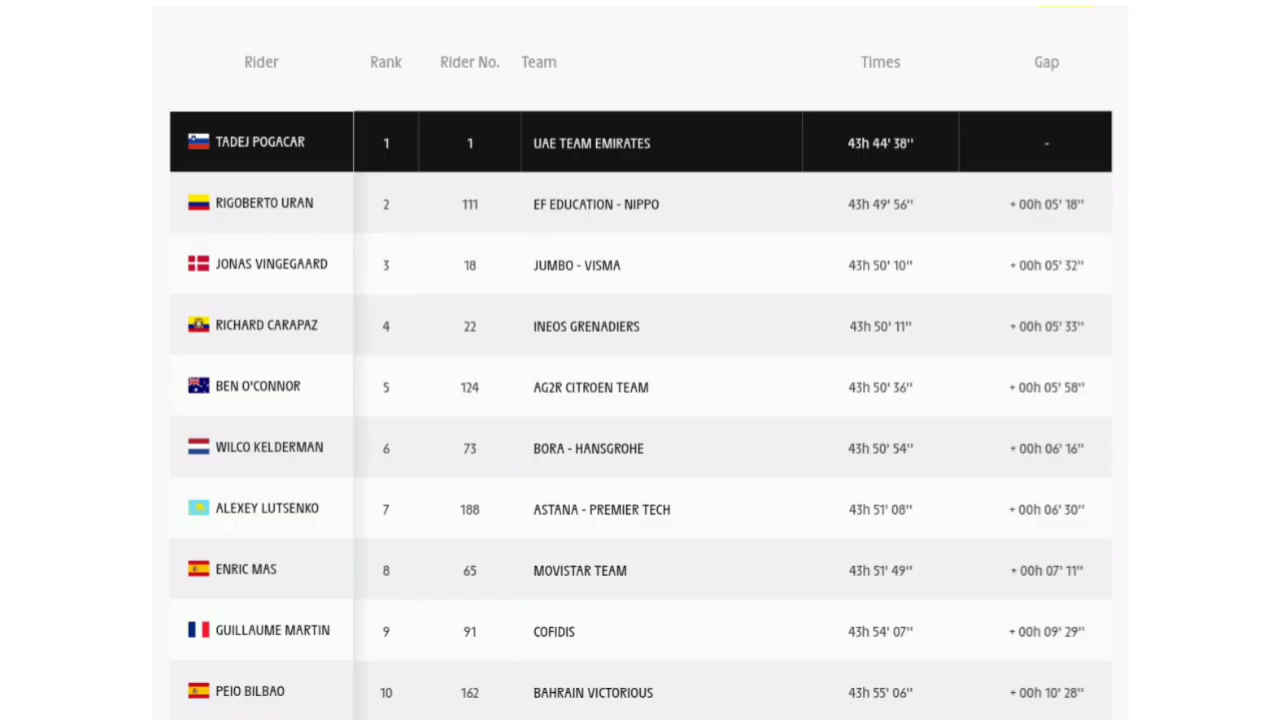 Rider Rank Rider No. Team Times Gap
TADEJ POGACAR 1 1 UAE TEAM EMIRATES 43h 44' 38'' -
RIGOBERTO URAN 2 111 EF EDUCATION - NIPPO 43h 49' 56'' + 00h 05' 18''
JONAS VINGEGAARD 3 18 JUMBO - VISMA 43h 50' 10'' + 00h 05' 32''
RICHARD CARAPAZ 4 22 INEOS GRENADIERS 43h 50' 11'' + 00h 05' 33''
BEN O'CONNOR 5 124 AG2R CITROEN TEAM 43h 50' 36'' + 00h 05' 58''
WILCO KELDERMAN 6 73 BORA - HANSGROHE 43h 50' 54'' + 00h 06' 16''
ALEXEY LUTSENKO 7 188 ASTANA - PREMIER TECH 43h 51' 08'' + 00h 06' 30''
ENRIC MAS 8 65 MOVISTAR TEAM 43h 51' 49'' + 00h 07' 11''
GUILLAUME MARTIN 9 91 COFIDIS 43h 54' 07'' + 00h 09' 29''
PEIO BILBAO 10 162 BAHRAIN VICTORIOUS 43h 55' 06'' + 00h 10' 28''